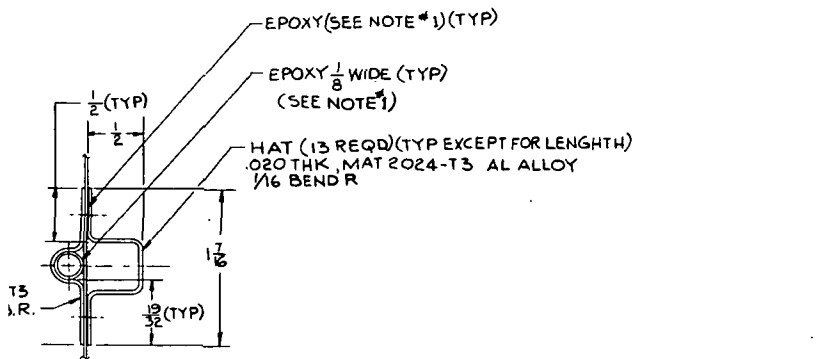 EPOXY (SEE NOTE #1) (TYP)
EPOXY 1/8 WIDE (TYP)
(SEE NOTE #1)
1/2 (TYP)
1/2
HAT (13 REQD) (TYP EXCEPT FOR LENGHTH)
.020 THK, MAT 2024-T3 AL ALLOY
1/16 BEND R
1 7/16
T3
.R.
19/32 (TYP)